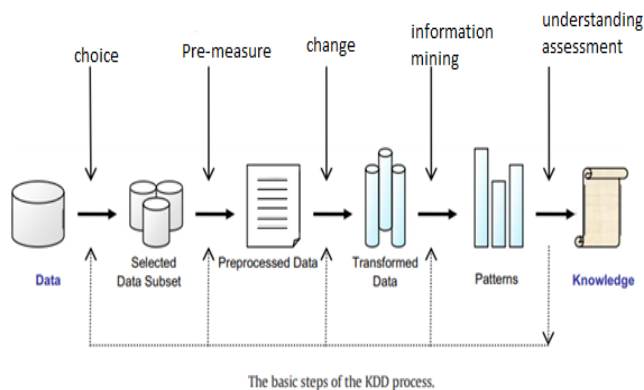 choice
Pre-measure
change
information
mining
understanding
assessment
Data
Selected
Data Subset
Preprocessed Data
Transformed
Data
Patterns
Knowledge
The basic steps of the KDD process.